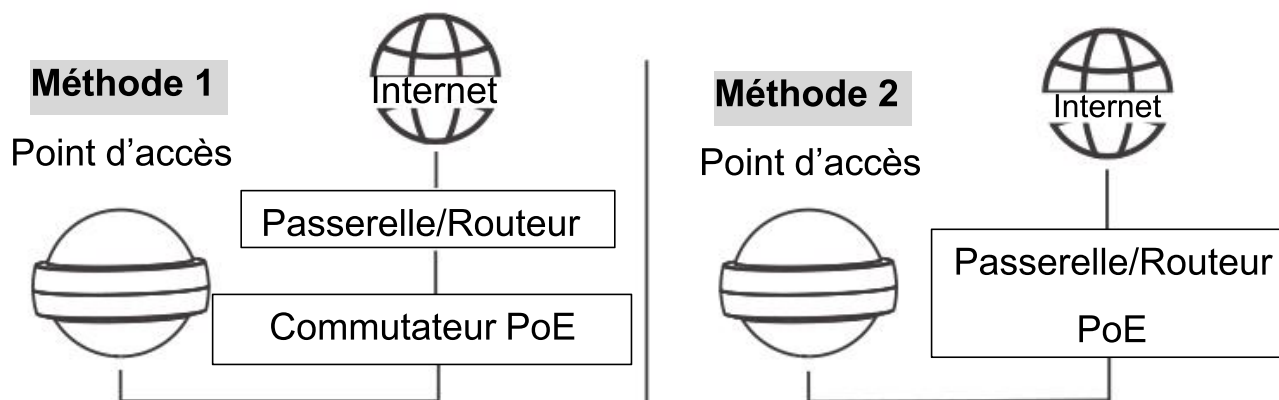 Méthode 1
Internet
Point d’accès
Passerelle/Routeur
Commutateur PoE
Méthode 2
Internet
Point d’accès
Passerelle/Routeur
PoE